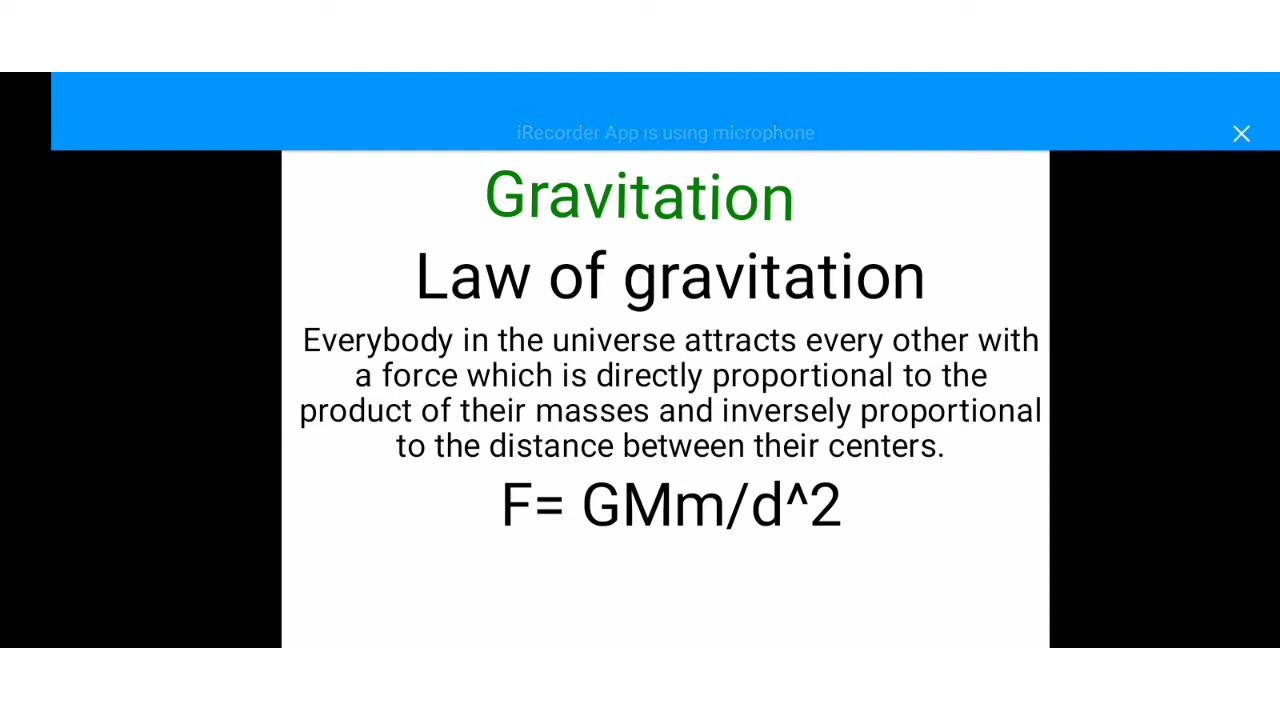 iRecorder App is using microphone
Gravitation
Law of gravitation
Everybody in the universe attracts every other with
a force which is directly proportional to the
product of their masses and inversely proportional
to the distance between their centers.
F= GMm/d^2